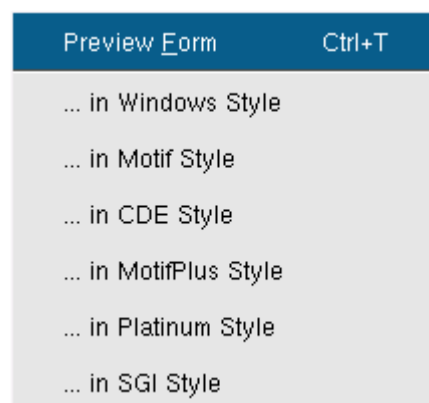 Preview Form Ctrl+T
... in Windows Style
... in Motif Style
... in CDE Style
... in MotifPlus Style
... in Platinum Style
... in SGI Style